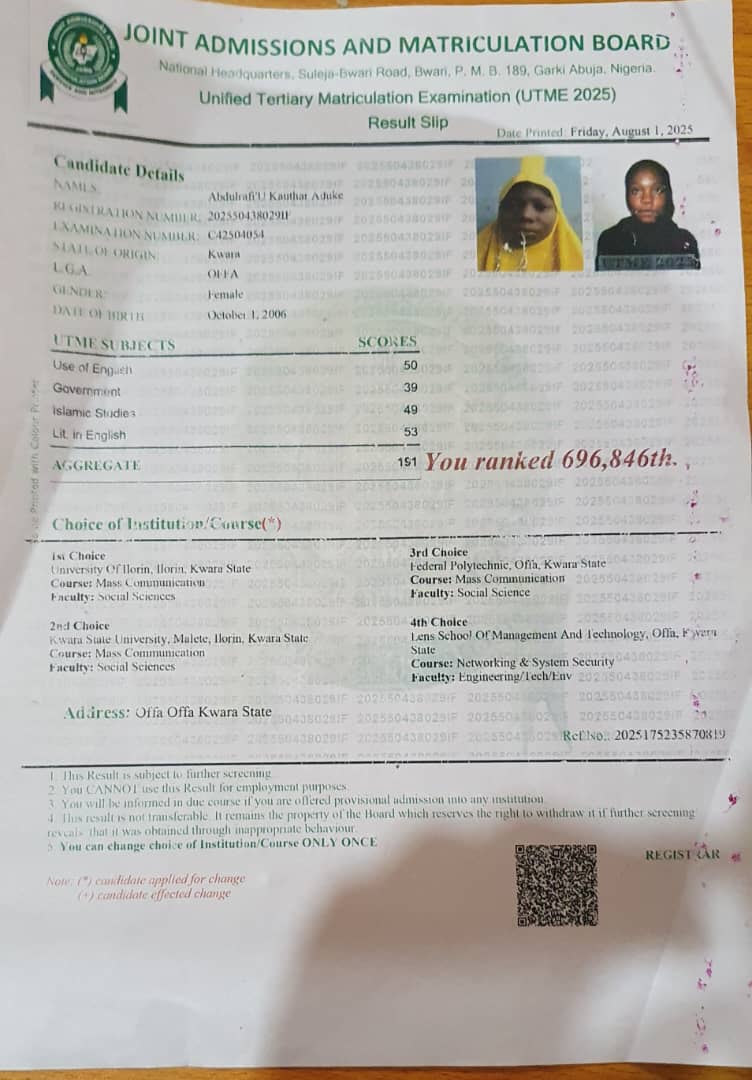 JOINT ADMISSIONS AND MATRICULATION BOARD
National Headquarters, Suleja-Bwari Road, Bwari, P. M. B. 189, Garki Abuja, Nigeria.
Unified Tertiary Matriculation Examination (UTME 2025)
Result Slip
Date Printed: Friday, August 1, 2025
Candidate Details
NAMES: Abdulrafi'U Kauthar Aduke
REGISTRATION NUMBER: 202550438029IF
EXAMINATION NUMBER: C42504054
STATE OF ORIGIN: Kwara
L.G.A. OFFA
GENDER: Female
DATE OF BIRTH October 1, 2006
UTME SUBJECTS SCORES
Use of English 50
Government 39
Islamic Studies 49
Lit. in English 53
AGGREGATE 191 You ranked 696,846th.
Choice of Institution/Course(*)
1st Choice
University Of Ilorin, Ilorin, Kwara State
Course: Mass Communication
Faculty: Social Sciences
3rd Choice
Federal Polytechnic, Offa, Kwara State
Course: Mass Communication
Faculty: Social Science
2nd Choice
Kwara State University, Malete, Ilorin, Kwara State
Course: Mass Communication
Faculty: Social Sciences
4th Choice
Lens School Of Management And Technology, Offa, Kwara
State
Course: Networking & System Security
Faculty: Engineering/Tech/Env
Address: Offa Offa Kwara State
Ref.No.: 2025175235870819
1. This Result is subject to further screening.
2. You CANNOT use this Result for employment purposes.
3. You will be informed in due course if you are offered provisional admission into any institution.
4. This result is not transferable. It remains the property of the Board which reserves the right to withdraw it if further screening
reveals that it was obtained through inappropriate behaviour.
5. You can change choice of Institution/Course ONLY ONCE
REGISTRAR
Note: (*) candidate applied for change
(+) candidate effected change